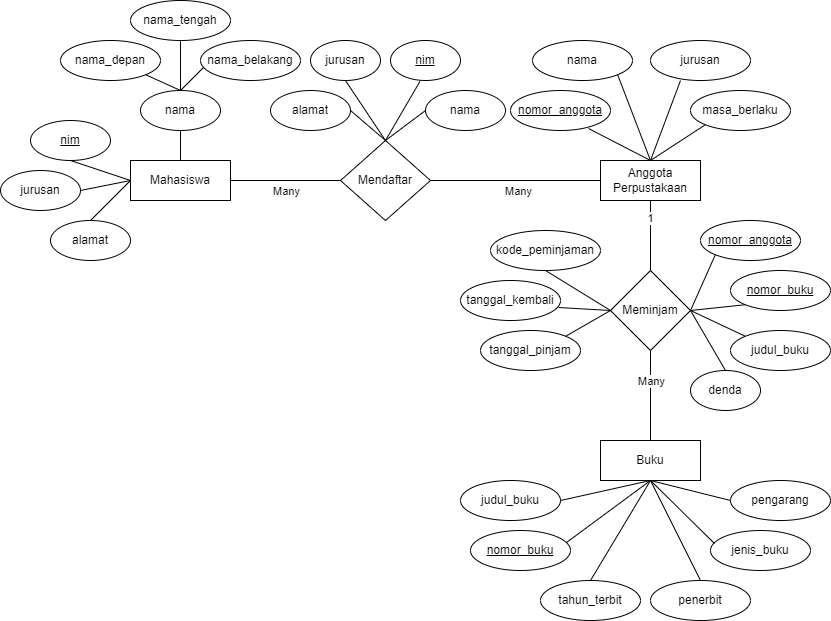 nama_tengah
nama_depan
nama_belakang
nama
nim
jurusan
alamat
Mahasiswa
Many
jurusan
nim
alamat
nama
Mendaftar
Many
nama
jurusan
nomor_anggota
masa_berlaku
Anggota
Perpustakaan
1
kode_peminjaman
tanggal_kembali
tanggal_pinjam
Meminjam
nomor_anggota
nomor_buku
judul_buku
denda
Many
Buku
judul_buku
nomor_buku
tahun_terbit
penerbit
jenis_buku
pengarang